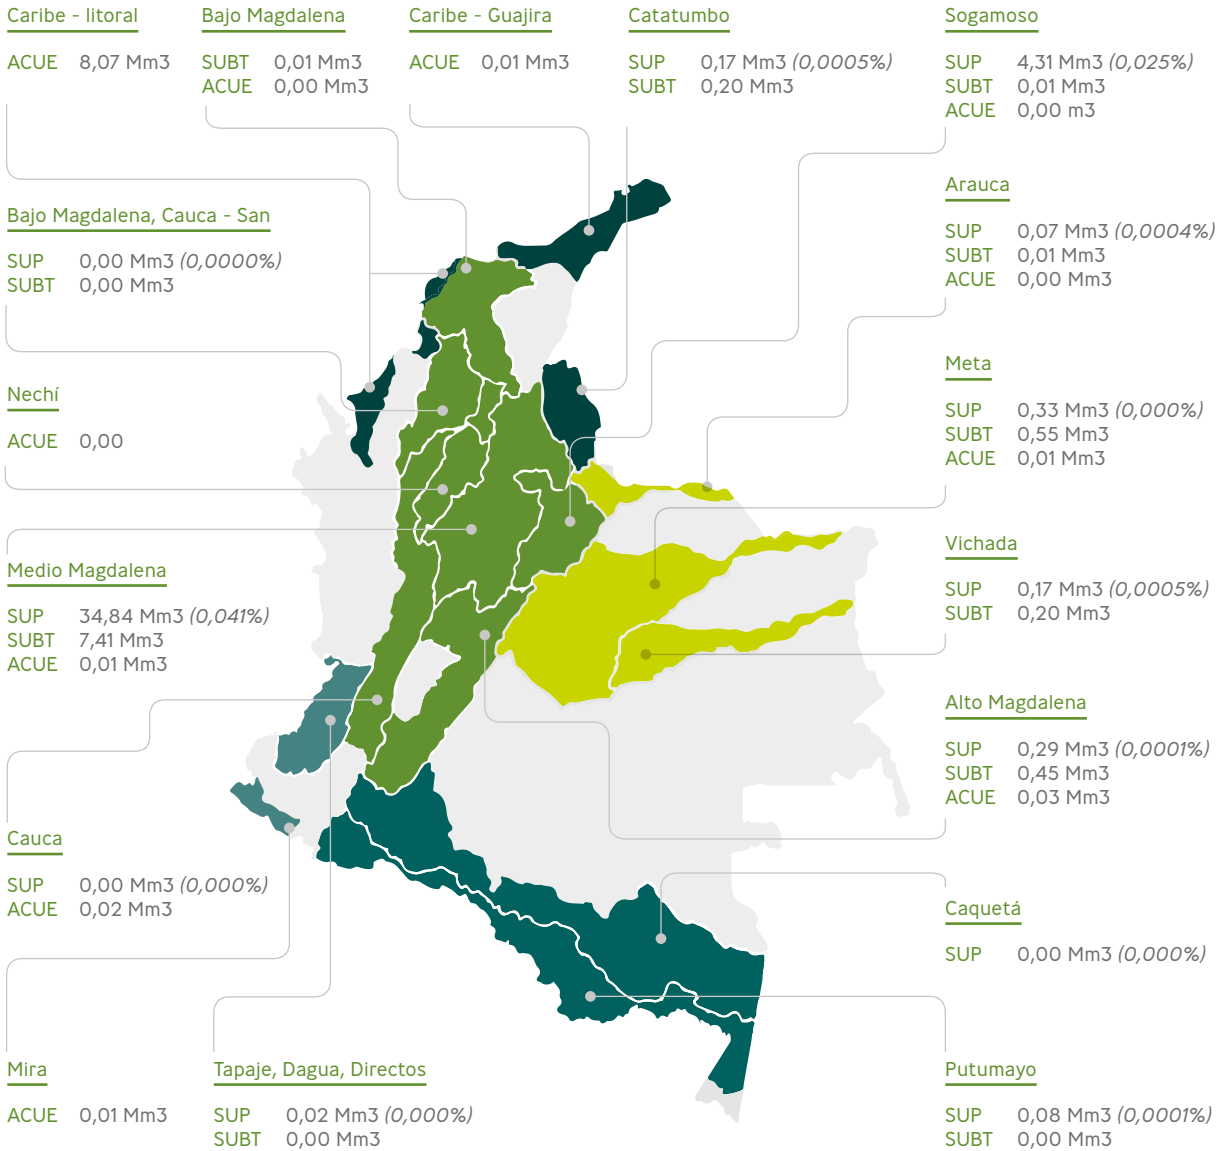 Caribe - litoral
ACUE 8,07 Mm3
Bajo Magdalena
SUBT 0,01 Mm3
ACUE 0,00 Mm3
Caribe - Guajira
ACUE 0,01 Mm3
Catatumbo
SUP 0,17 Mm3 (0,0005%)
SUBT 0,20 Mm3
Sogamoso
SUP 4,31 Mm3 (0,025%)
SUBT 0,01 Mm3
ACUE 0,00 m3
Bajo Magdalena, Cauca - San
SUP 0,00 Mm3 (0,0000%)
SUBT 0,00 Mm3
Arauca
SUP 0,07 Mm3 (0,0004%)
SUBT 0,01 Mm3
ACUE 0,00 Mm3
Nechí
ACUE 0,00
Meta
SUP 0,33 Mm3 (0,000%)
SUBT 0,55 Mm3
ACUE 0,01 Mm3
Medio Magdalena
SUP 34,84 Mm3 (0,041%)
SUBT 7,41 Mm3
ACUE 0,01 Mm3
Vichada
SUP 0,17 Mm3 (0,0005%)
SUBT 0,20 Mm3
Alto Magdalena
SUP 0,29 Mm3 (0,0001%)
SUBT 0,45 Mm3
ACUE 0,03 Mm3
Cauca
SUP 0,00 Mm3 (0,000%)
ACUE 0,02 Mm3
Caquetá
SUP 0,00 Mm3 (0,000%)
Mira
ACUE 0,01 Mm3
Tapaje, Dagua, Directos
SUP 0,02 Mm3 (0,000%)
SUBT 0,00 Mm3
Putumayo
SUP 0,08 Mm3 (0,0001%)
SUBT 0,00 Mm3